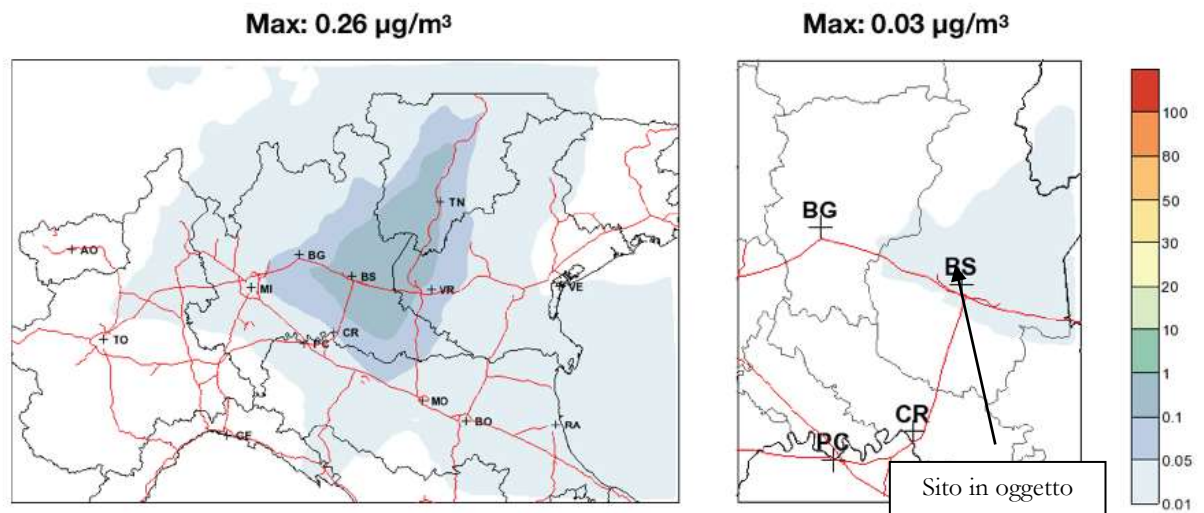 Max: 0.26 µg/m³
Max: 0.03 µg/m³
TN
AO
BG
BS
MI
VR
VE
TO
CR
PC
MO
BO
RA
GE
BG
BS
CR
PC
Sito in oggetto
100
80
50
30
20
10
1
0.1
0.05
0.01